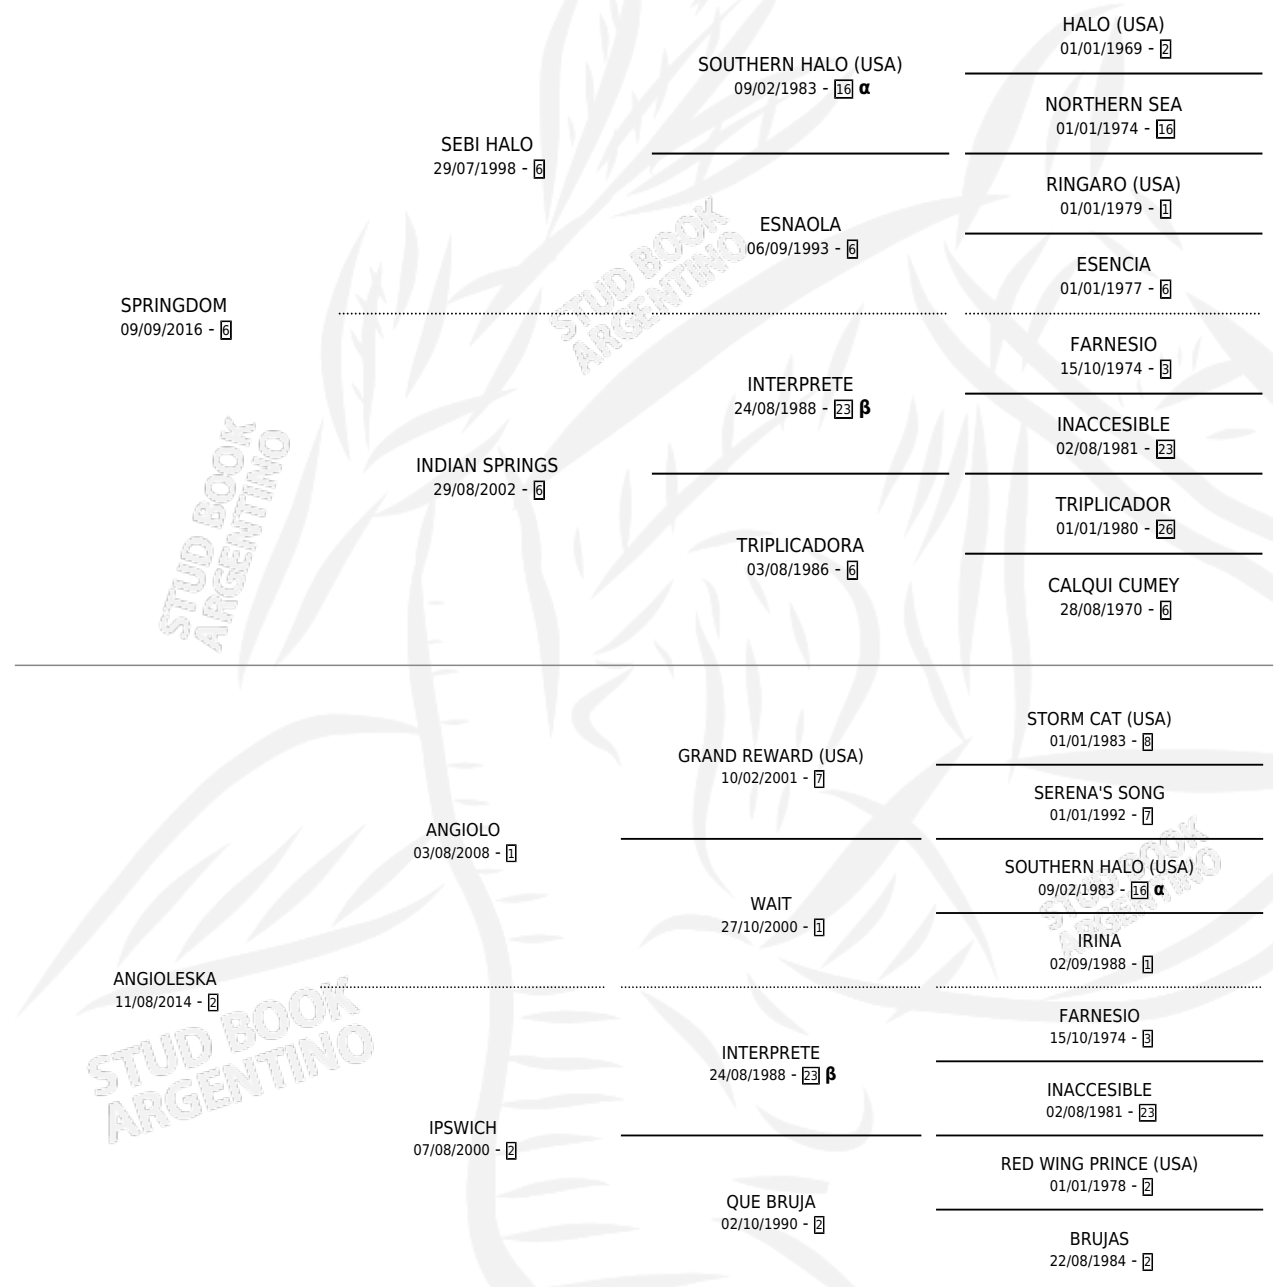 HALO (USA)
01/01/1969 - 2
SOUTHERN HALO (USA)
09/02/1983 - 16 α
NORTHERN SEA
01/01/1974 - 16
SEBI HALO
29/07/1998 - 6
RINGARO (USA)
01/01/1979 - 1
ESNAOLA
06/09/1993 - 6
ESENCIA
01/01/1977 - 6
SPRINGDOM
09/09/2016 - 6
FARNESIO
15/10/1974 - 3
INTERPRETE
24/08/1988 - 23 β
INACCESIBLE
02/08/1981 - 23
INDIAN SPRINGS
29/08/2002 - 6
TRIPLICADOR
01/01/1980 - 26
TRIPLICADORA
03/08/1986 - 6
CALQUI CUMEY
28/08/1970 - 6
STUD BOOK
ARGENTINO
STUD BOOK
ARGENTINO
STORM CAT (USA)
01/01/1983 - 8
GRAND REWARD (USA)
10/02/2001 - 7
SERENA'S SONG
01/01/1992 - 7
ANGIOLO
03/08/2008 - 1
SOUTHERN HALO (USA)
09/02/1983 - 16 α
WAIT
27/10/2000 - 1
IRINA
02/09/1988 - 1
ANGIOLESKA
11/08/2014 - 2
FARNESIO
15/10/1974 - 3
INTERPRETE
24/08/1988 - 23 β
INACCESIBLE
02/08/1981 - 23
IPSWICH
07/08/2000 - 2
RED WING PRINCE (USA)
01/01/1978 - 2
QUE BRUJA
02/10/1990 - 2
BRUJAS
22/08/1984 - 2
STUD BOOK
ARGENTINO
STUD BOOK
ARGENTINO